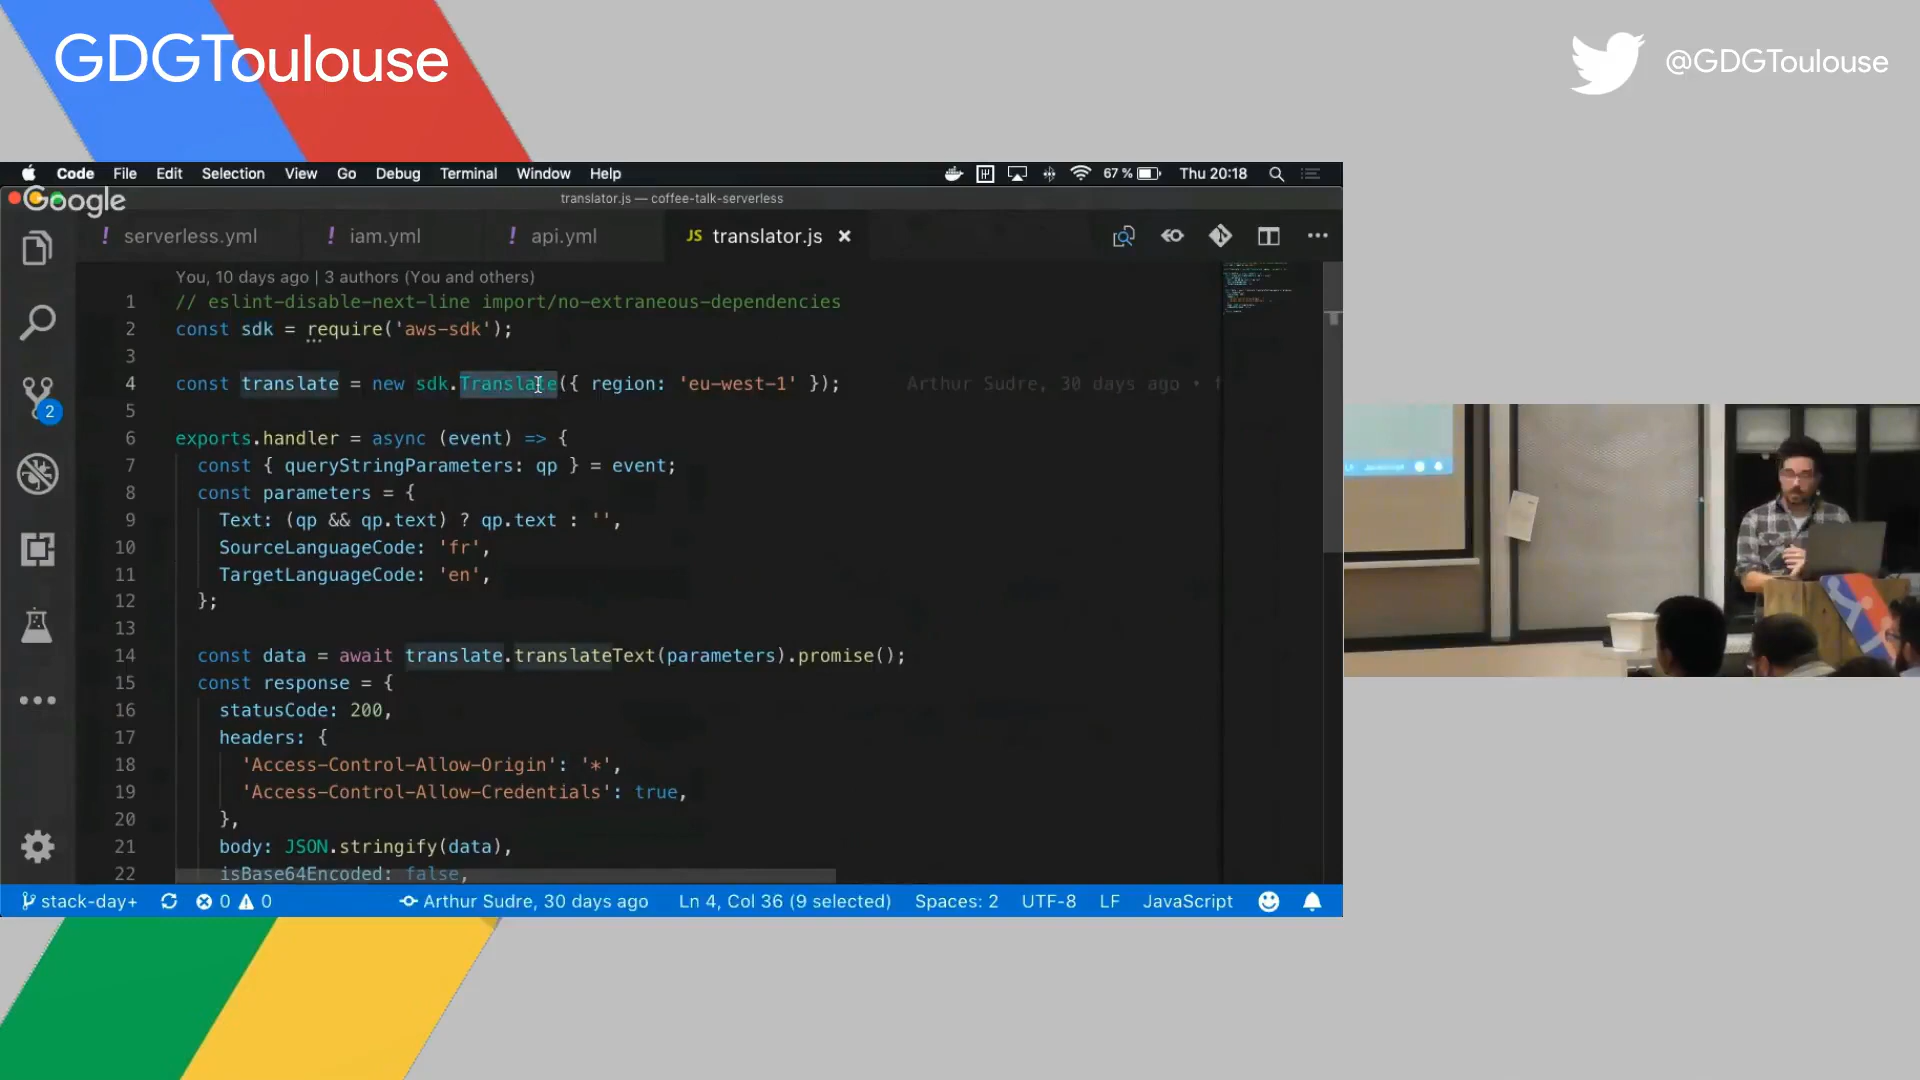 GDGToulouse
@GDGToulouse
Code File Edit Selection View Go Debug Terminal Window Help 67 % Thu 20:18
Google
translator.js — coffee-talk-serverless
! serverless.yml ! iam.yml ! api.yml JS translator.js
You, 10 days ago | 3 authors (You and others)
1 // eslint-disable-next-line import/no-extraneous-dependencies
2 const sdk = require('aws-sdk');
3
4 const translate = new sdk.Translate({ region: 'eu-west-1' }); Arthur Sudre, 30 days ago • f
5
6 exports.handler = async (event) => {
7 const { queryStringParameters: qp } = event;
8 const parameters = {
9 Text: (qp && qp.text) ? qp.text : '',
10 SourceLanguageCode: 'fr',
11 TargetLanguageCode: 'en',
12 };
13
14 const data = await translate.translateText(parameters).promise();
15 const response = {
16 statusCode: 200,
17 headers: {
18 'Access-Control-Allow-Origin': '*',
19 'Access-Control-Allow-Credentials': true,
20 },
21 body: JSON.stringify(data),
22 isBase64Encoded: false,
2
stack-day+ 0 0 Arthur Sudre, 30 days ago Ln 4, Col 36 (9 selected) Spaces: 2 UTF-8 LF JavaScript